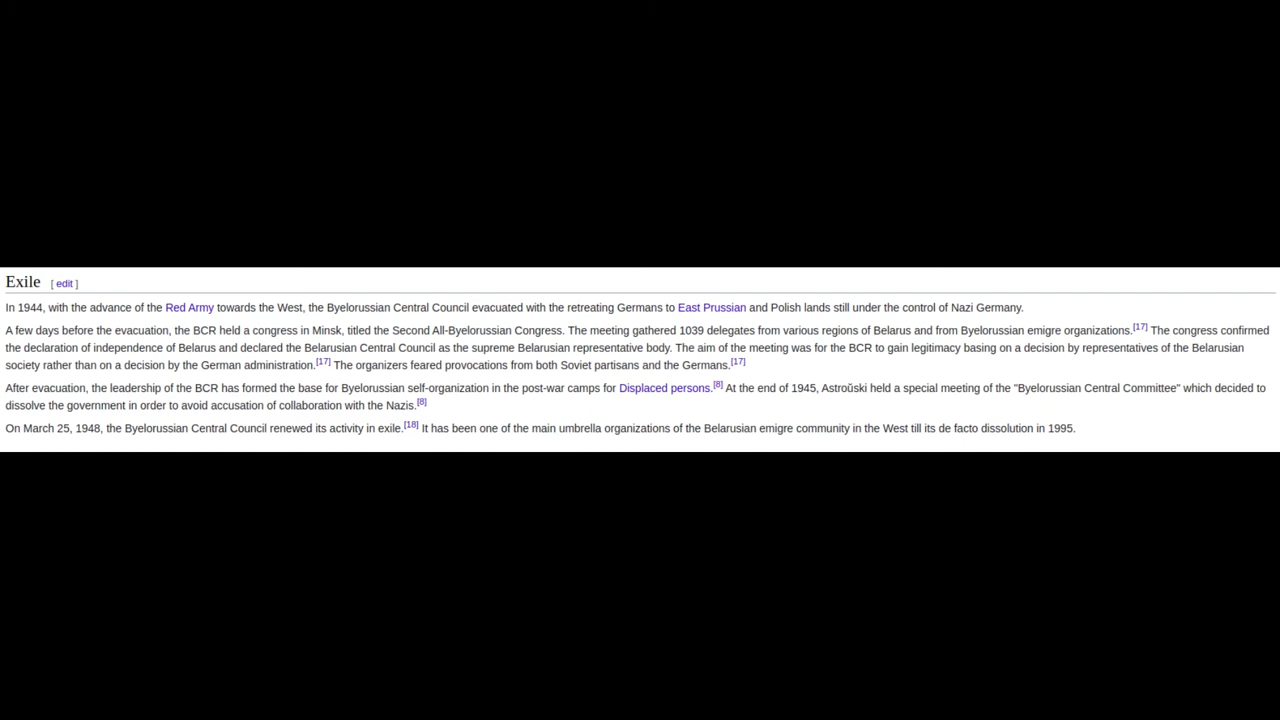 Exile [ edit ]
In 1944, with the advance of the Red Army towards the West, the Byelorussian Central Council evacuated with the retreating Germans to East Prussian and Polish lands still under the control of Nazi Germany.
A few days before the evacuation, the BCR held a congress in Minsk, titled the Second All-Byelorussian Congress. The meeting gathered 1039 delegates from various regions of Belarus and from Byelorussian emigre organizations.[17] The congress confirmed
the declaration of independence of Belarus and declared the Belarusian Central Council as the supreme Belarusian representative body. The aim of the meeting was for the BCR to gain legitimacy basing on a decision by representatives of the Belarusian
society rather than on a decision by the German administration.[17] The organizers feared provocations from both Soviet partisans and the Germans.[17]
After evacuation, the leadership of the BCR has formed the base for Byelorussian self-organization in the post-war camps for Displaced persons.[8] At the end of 1945, Astroŭski held a special meeting of the "Byelorussian Central Committee" which decided to
dissolve the government in order to avoid accusation of collaboration with the Nazis.[8]
On March 25, 1948, the Byelorussian Central Council renewed its activity in exile.[18] It has been one of the main umbrella organizations of the Belarusian emigre community in the West till its de facto dissolution in 1995.